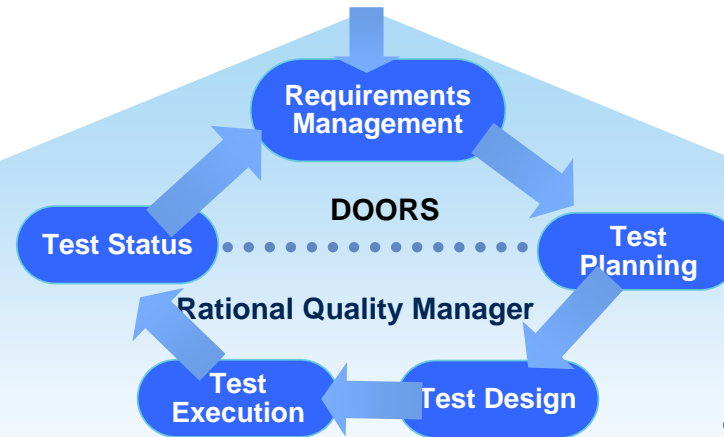 Requirements
Management
DOORS
Test Status
Test
Planning
Rational Quality Manager
Test
Execution
Test Design